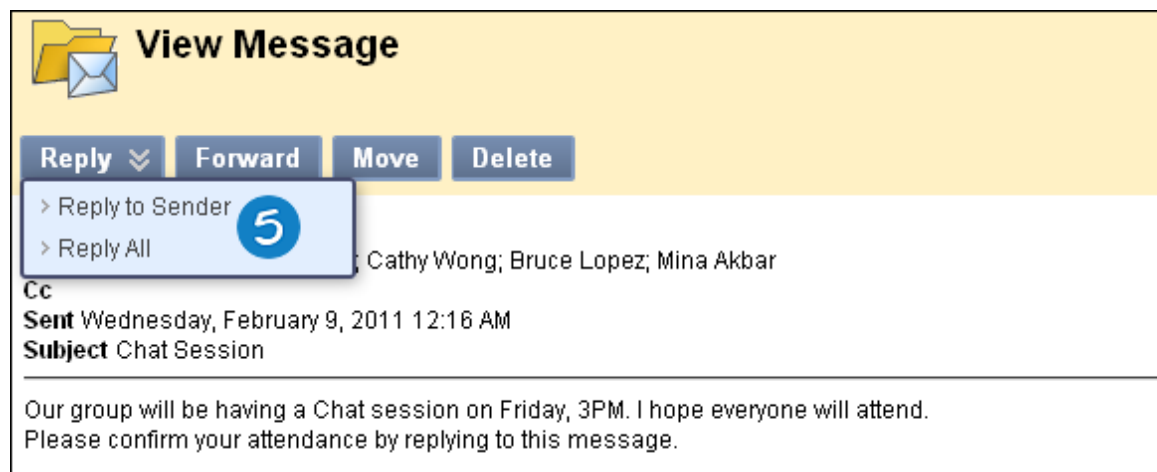 View Message
Reply Forward Move Delete
> Reply to Sender
5
> Reply All
; Cathy Wong; Bruce Lopez; Mina Akbar
Cc
Sent Wednesday, February 9, 2011 12:16 AM
Subject Chat Session
Our group will be having a Chat session on Friday, 3PM. I hope everyone will attend.
Please confirm your attendance by replying to this message.